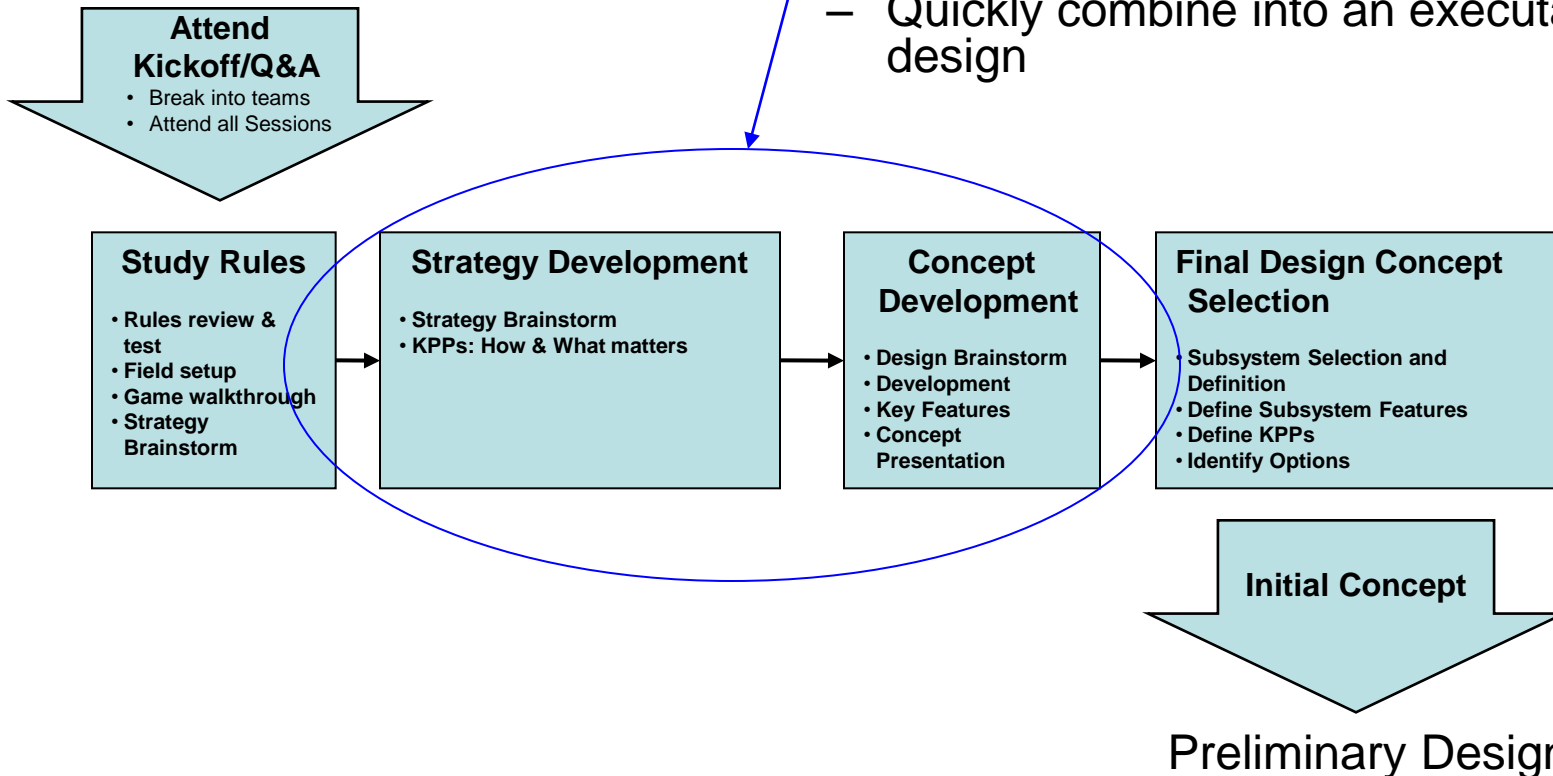 – Quickly combine into an
design
Attend
Kickoff/Q&A
• Break into teams
• Attend all Sessions
Study Rules
• Rules review &
test
• Field setup
• Game walkthrough
• Strategy
Brainstorm
Strategy Development
• Strategy Brainstorm
• KPPs: How & What matters
Concept
Development
• Design Brainstorm
• Development
• Key Features
• Concept
Presentation
Final Design Concept
Selection
• Subsystem Selection and
Definition
• Define Subsystem Features
• Define KPPs
• Identify Options
Initial Concept
Preliminary Design